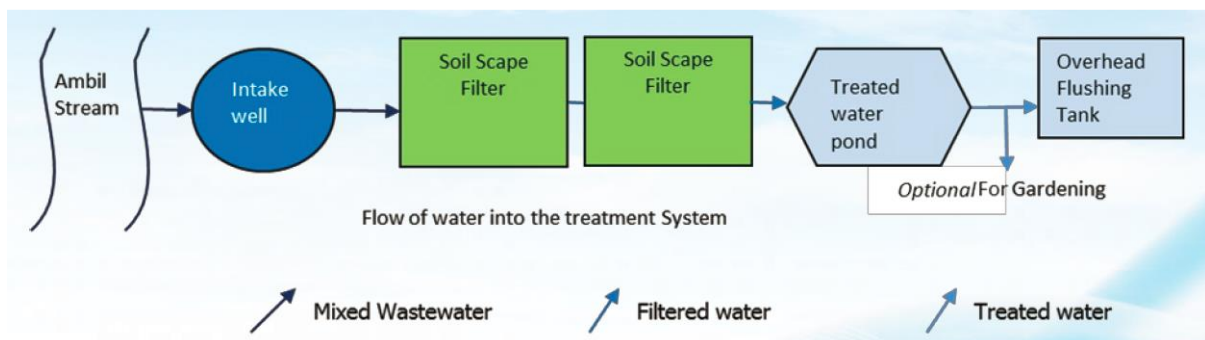 Ambil
Stream
Intake
well
Soil Scape
Filter
Soil Scape
Filter
Treated
water
pond
Overhead
Flushing
Tank
Optional For Gardening
Flow of water into the treatment System
Mixed Wastewater
Filtered water
Treated water